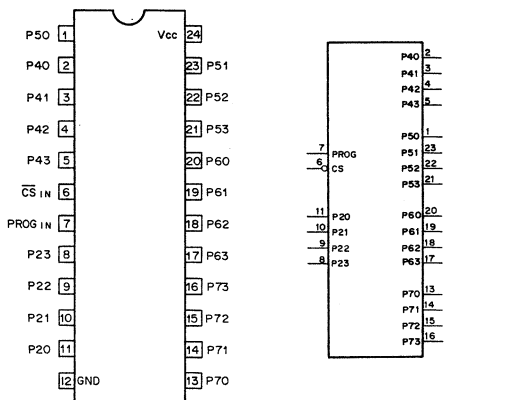 P50 1 Vcc 24
P40 2 23 P51
P41 3 22 P52
P42 4 21 P53
P43 5 20 P60
CS IN 6 19 P61
PROG IN 7 18 P62
P23 8 17 P63
P22 9 16 P73
P21 10 15 P72
P20 11 14 P71
12 GND 13 P70
P40 2
P41 3
P42 4
P43 5
P50 1
7 PROG P51 23
6 CS P52 22
P53 21
11 P20 P60 20
10 P21 P61 19
9 P22 P62 18
8 P23 P63 17
P70 13
P71 14
P72 15
P73 16